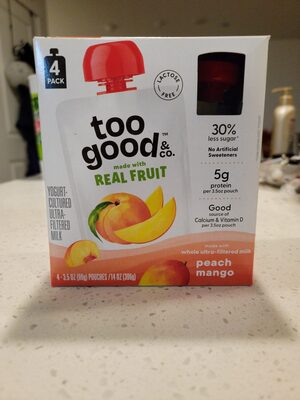 4
PACK
LACTOSE
FREE
too
good & co.™
made with
REAL FRUIT
YOGURT-
CULTURED
ULTRA-
FILTERED
MILK
30%
less sugar*
No Artificial
Sweeteners
5g
protein
per 3.5oz pouch
Good
source of
Calcium & Vitamin D
per 3.5oz pouch
made with
whole ultra-filtered milk
peach
mango
4 - 3.5 OZ (99g) POUCHES / 14 OZ (396g)